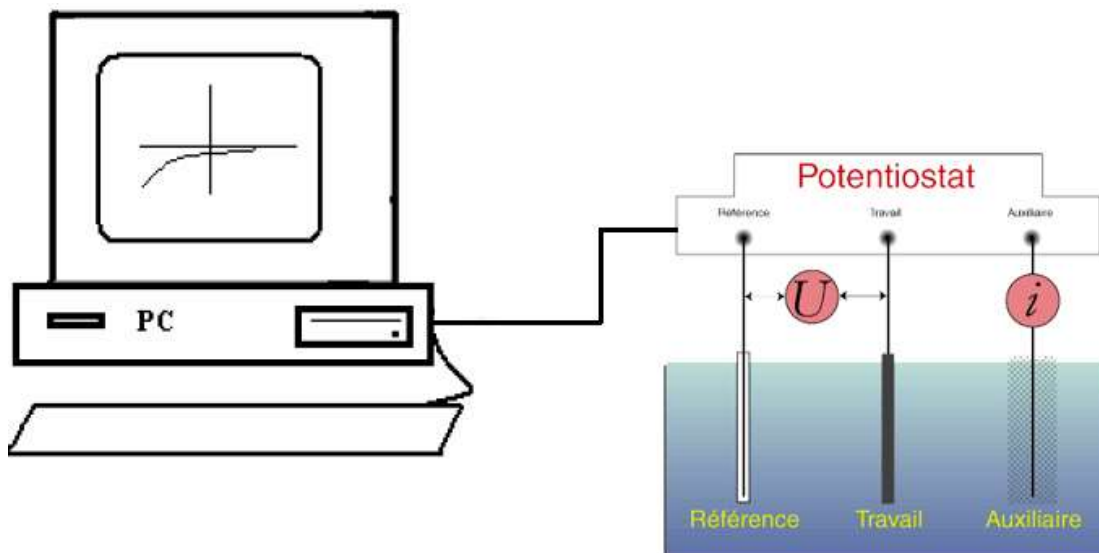 Potentiostat
Référence Travail Auxiliaire
U i
PC
Référence Travail Auxiliaire